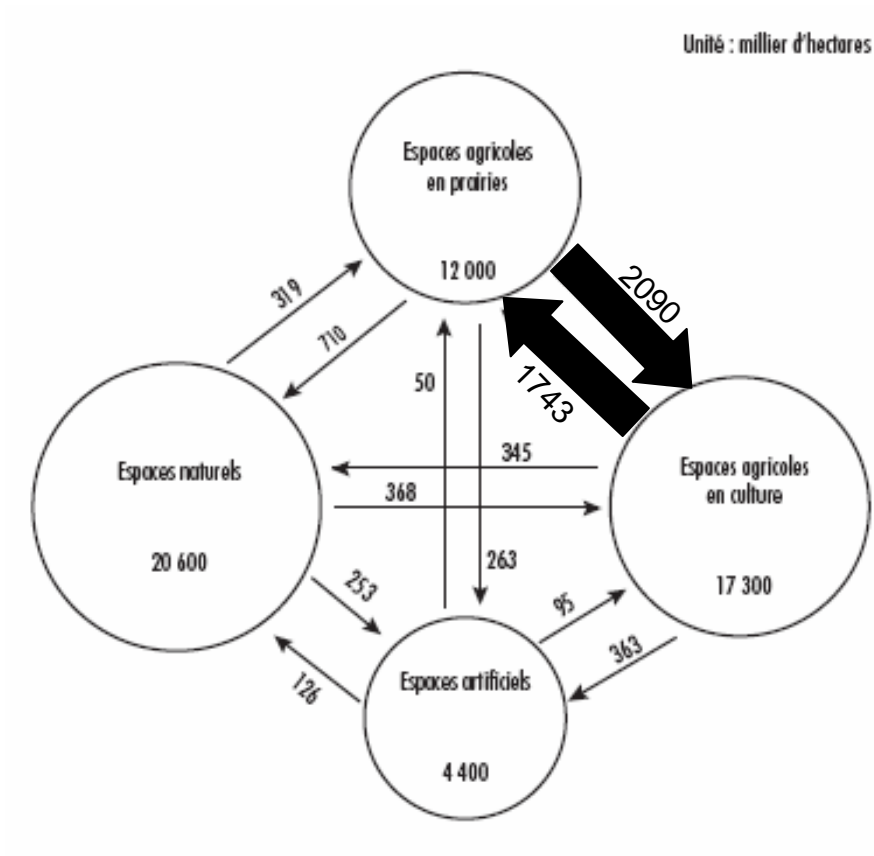 Unité : millier d'hectares
Espaces agricoles
en prairies
12 000
319
710
2090
1743
50
345
368
263
Espaces naturels
20 600
Espaces agricoles
en culture
17 300
253
126
95
363
Espaces artificiels
4 400